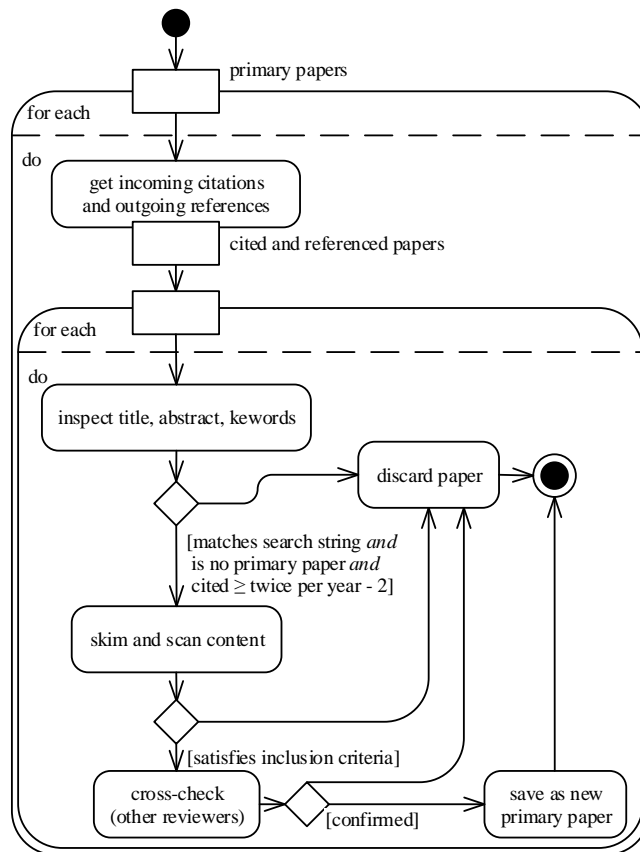 primary papers
for each
do
get incoming citations
and outgoing references
cited and referenced papers
for each
do
inspect title, abstract, kewords
discard paper
[matches search string and
is no primary paper and
cited ≥ twice per year - 2]
skim and scan content
[satisfies inclusion criteria]
cross-check
(other reviewers)
[confirmed]
save as new
primary paper